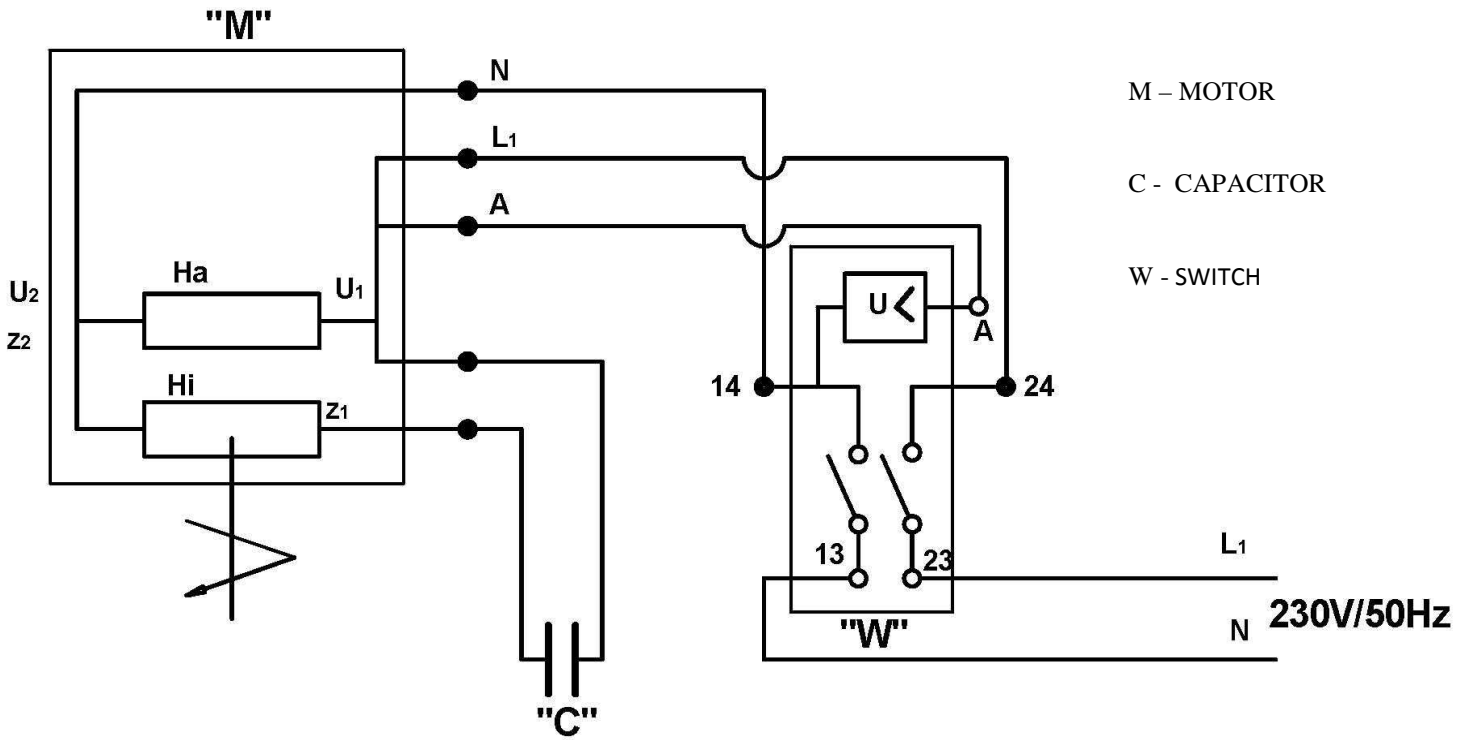 "M"
N
L1
A
M – MOTOR
C - CAPACITOR
W - SWITCH
Ha
U1
U2
Z2
U<
A
14
24
Hi
Z1
13
23
L1
"W"
N
230V/50Hz
"C"